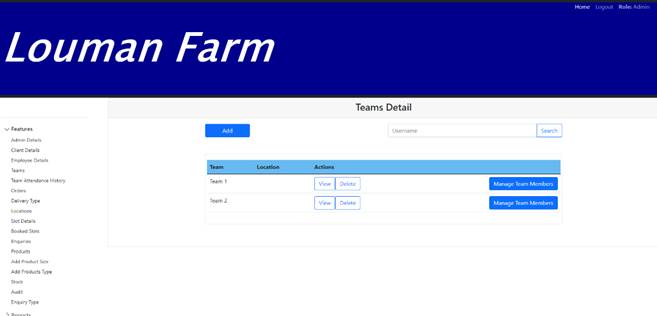 Home Logout Role: Admin
Louman Farm
Teams Detail
Add Username Search
Features
Admin Details
Client Details
Employee Details
Teams
Team Attendance History
Orders
Delivery Type
Locations
Slot Details
Booked Slots
Enquiries
Products
Add Product Size
Add Products Type
Stock
Audit
Enquiry Type
Team Location Actions
Team 1 View Delete Manage Team Members
Team 2 View Delete Manage Team Members